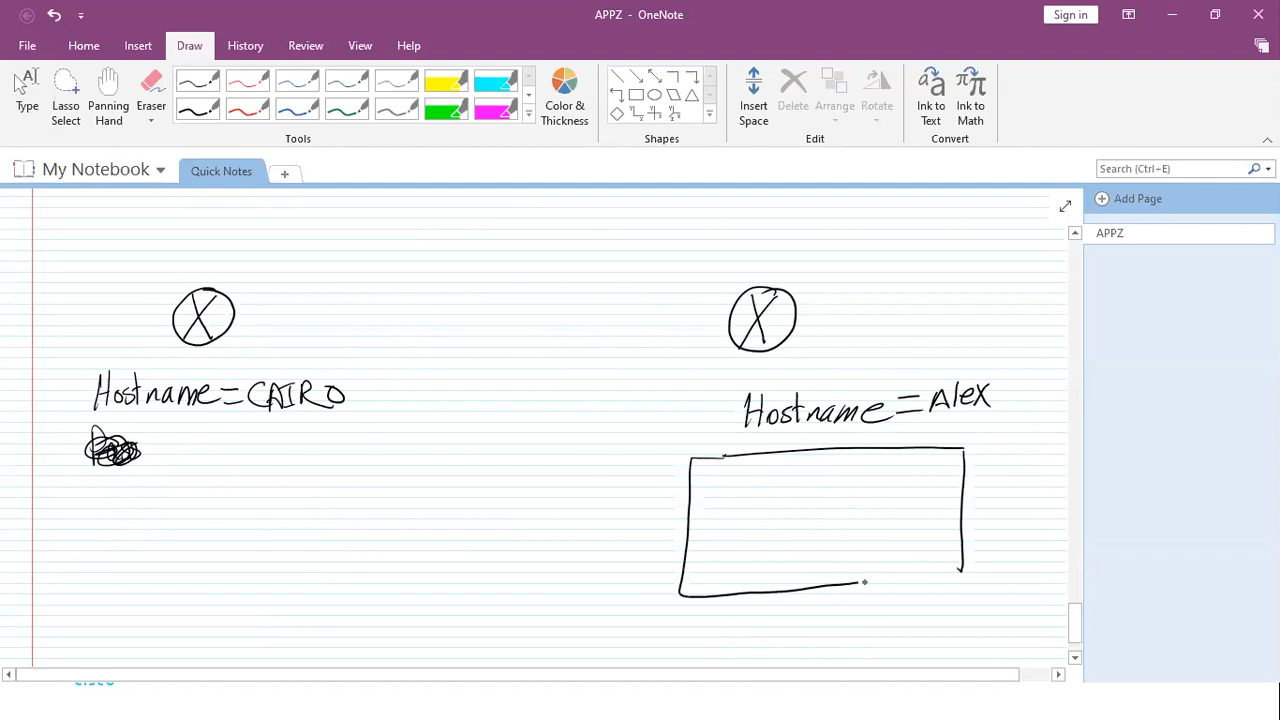 APPZ - OneNote
Sign in
File Home Insert Draw History Review View Help
Type
Lasso Select
Panning Hand
Eraser
Color & Thickness
Insert Space
Delete
Arrange
Rotate
Ink to Text
Ink to Math
Tools
Shapes
Edit
Convert
My Notebook
Quick Notes
Search (Ctrl+E)
Add Page
APPZ
Hostname=CAIRO
Hostname=Alex